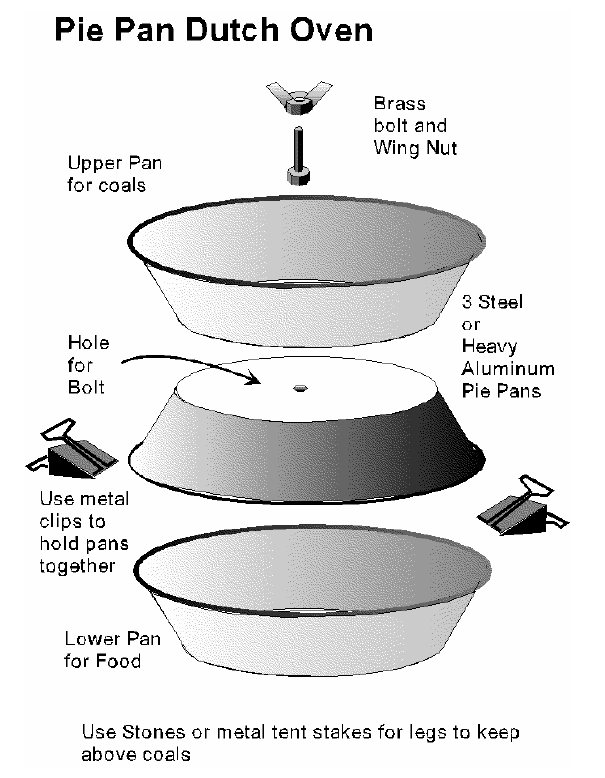 Pie Pan Dutch Oven
Brass
bolt and
Wing Nut
Upper Pan
for coals
3 Steel
or
Heavy
Aluminum
Pie Pans
Hole
for
Bolt
Use metal
clips to
hold pans
together
Lower Pan
for Food
Use Stones or metal tent stakes for legs to keep
above coals